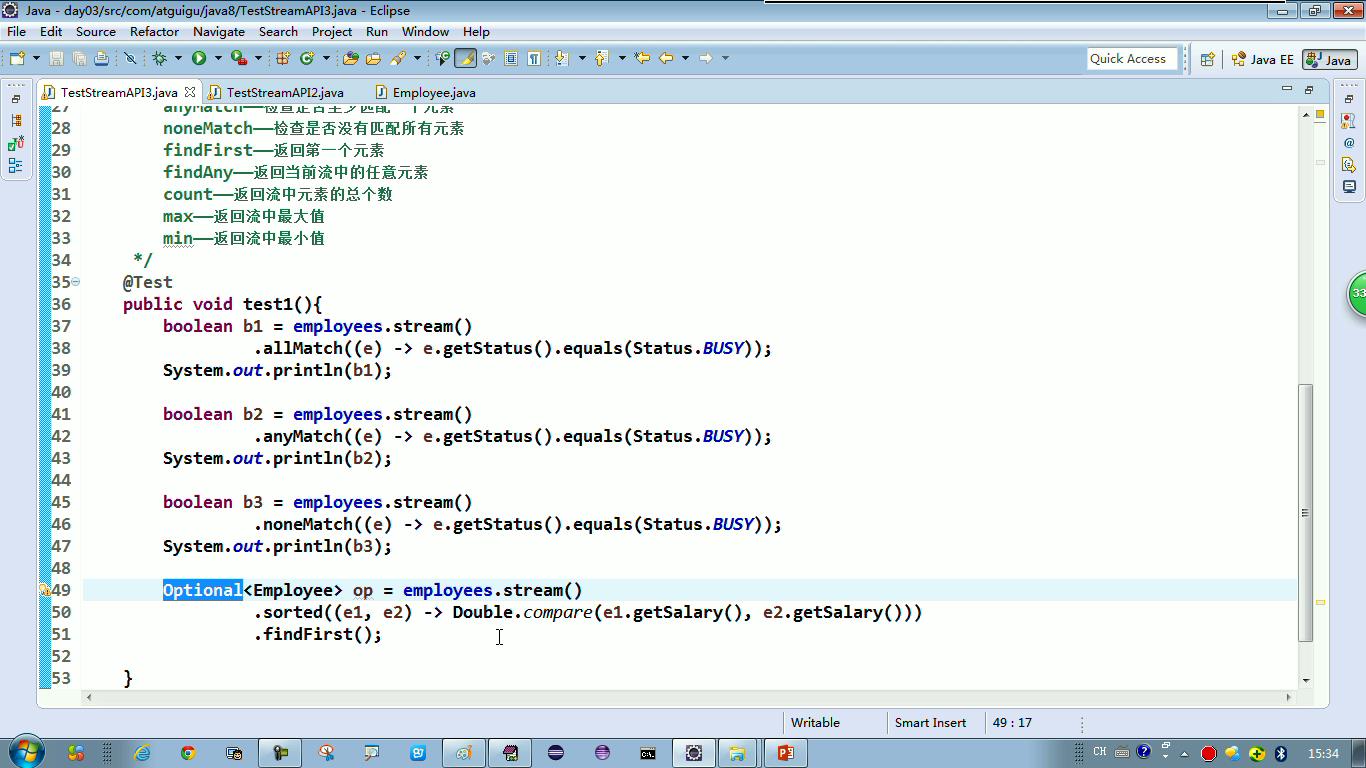 Java - day03/src/com/atguigu/java8/TestStreamAPI3.java - Eclipse
File Edit Source Refactor Navigate Search Project Run Window Help
Quick Access Java EE Java
TestStreamAPI3.java TestStreamAPI2.java Employee.java
27 anyMatch——检查是否至少匹配一个元素
28 noneMatch——检查是否没有匹配所有元素
29 findFirst——返回第一个元素
30 findAny——返回当前流中的任意元素
31 count——返回流中元素的总个数
32 max——返回流中最大值
33 min——返回流中最小值
34 */
35 @Test
36 public void test1(){
37 boolean b1 = employees.stream()
38 .allMatch((e) -> e.getStatus().equals(Status.BUSY));
39 System.out.println(b1);
40
41 boolean b2 = employees.stream()
42 .anyMatch((e) -> e.getStatus().equals(Status.BUSY));
43 System.out.println(b2);
44
45 boolean b3 = employees.stream()
46 .noneMatch((e) -> e.getStatus().equals(Status.BUSY));
47 System.out.println(b3);
48
49 Optional<Employee> op = employees.stream()
50 .sorted((e1, e2) -> Double.compare(e1.getSalary(), e2.getSalary()))
51 .findFirst();
52
53 }
33
Writable Smart Insert 49 : 17
CH 15:34